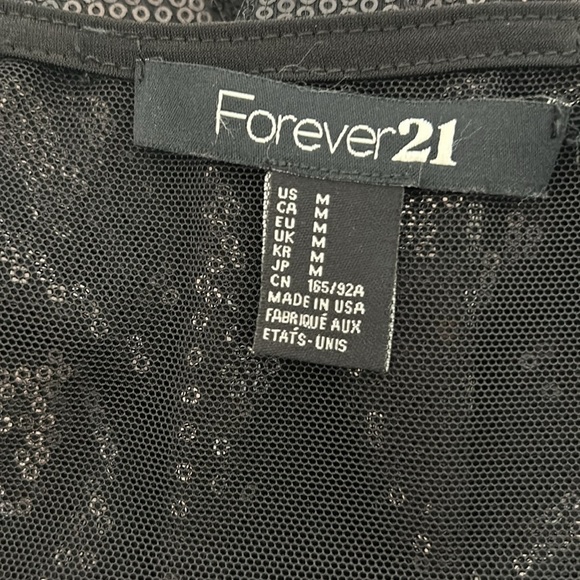 Forever21
US M
CA M
EU M
UK M
KR M
JP M
CN 165/92A
MADE IN USA
FABRIQUÉ AUX
ETATS-UNIS